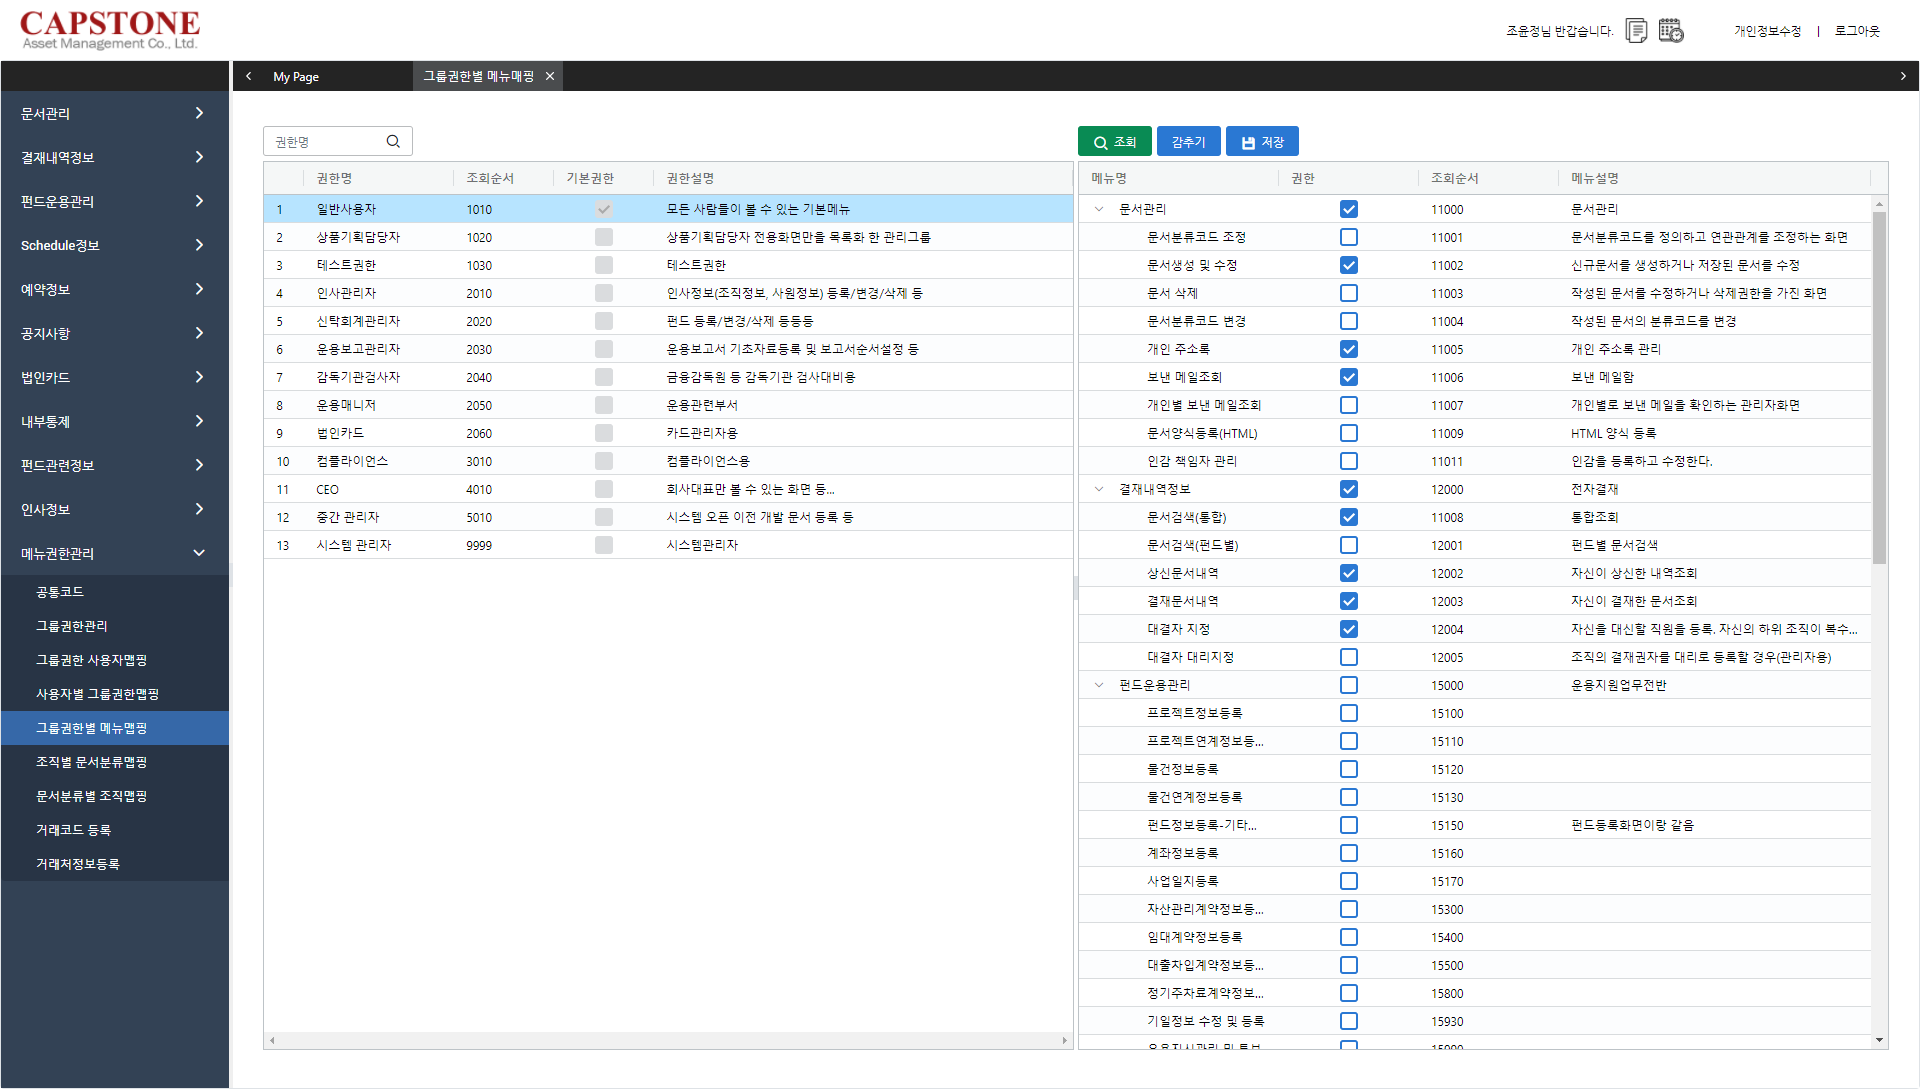 CAPSTONE
Asset Management Co., Ltd.
조윤정님 반갑습니다.
개인정보수정 | 로그아웃
My Page
그룹권한별 메뉴매핑
문서관리
결재내역정보
펀드운용관리
Schedule정보
예약정보
공지사항
법인카드
내부통제
펀드관련정보
인사정보
메뉴권한관리
공통코드
그룹권한관리
그룹권한 사용자맵핑
사용자별 그룹권한맵핑
그룹권한별 메뉴맵핑
조직별 문서분류맵핑
문서분류별 조직맵핑
거래코드 등록
거래처정보등록
권한명
권한명 조회순서 기본권한 권한설명
1 일반사용자 1010 모든 사람들이 볼 수 있는 기본메뉴
2 상품기획담당자 1020 상품기획담당자 전용화면만을 목록화 한 관리그룹
3 테스트권한 1030 테스트권한
4 인사관리자 2010 인사정보(조직정보, 사원정보) 등록/변경/삭제 등
5 신탁회계관리자 2020 펀드 등록/변경/삭제 등등등
6 운용보고관리자 2030 운용보고서 기초자료등록 및 보고서순서설정 등
7 감독기관검사자 2040 금융감독원 등 감독기관 검사대비용
8 운용매니저 2050 운용관련부서
9 법인카드 2060 카드관리자용
10 컴플라이언스 3010 컴플라이언스용
11 CEO 4010 회사대표만 볼 수 있는 화면 등...
12 중간 관리자 5010 시스템 오픈 이전 개발 문서 등록 등
13 시스템 관리자 9999 시스템관리자
조회 감추기 저장
메뉴명 권한 조회순서 메뉴설명
문서관리 11000 문서관리
문서분류코드 조정 11001 문서분류코드를 정의하고 연관관계를 조정하는 화면
문서생성 및 수정 11002 신규문서를 생성하거나 저장된 문서를 수정
문서 삭제 11003 작성된 문서를 수정하거나 삭제권한을 가진 화면
문서분류코드 변경 11004 작성된 문서의 분류코드를 변경
개인 주소록 11005 개인 주소록 관리
보낸 메일조회 11006 보낸 메일함
개인별 보낸 메일조회 11007 개인별로 보낸 메일을 확인하는 관리자화면
문서양식등록(HTML) 11009 HTML 양식 등록
인감 책임자 관리 11011 인감을 등록하고 수정한다.
결재내역정보 12000 전자결재
문서검색(통합) 11008 통합조회
문서검색(펀드별) 12001 펀드별 문서검색
상신문서내역 12002 자신이 상신한 내역조회
결재문서내역 12003 자신이 결재한 문서조회
대결자 지정 12004 자신을 대신할 직원을 등록. 자신의 하위 조직이 복수...
대결자 대리지정 12005 조직의 결재권자를 대리로 등록할 경우(관리자용)
펀드운용관리 15000 운용지원업무전반
프로젝트정보등록 15100
프로젝트연계정보등... 15110
물건정보등록 15120
물건연계정보등록 15130
펀드정보등록-기타... 15150 펀드등록화면이랑 같음
계좌정보등록 15160
사업일지등록 15170
자산관리계약정보등... 15300
임대계약정보등록 15400
대출차입계약정보등... 15500
정기주차료계약정보... 15800
기일정보 수정 및 등록 15930